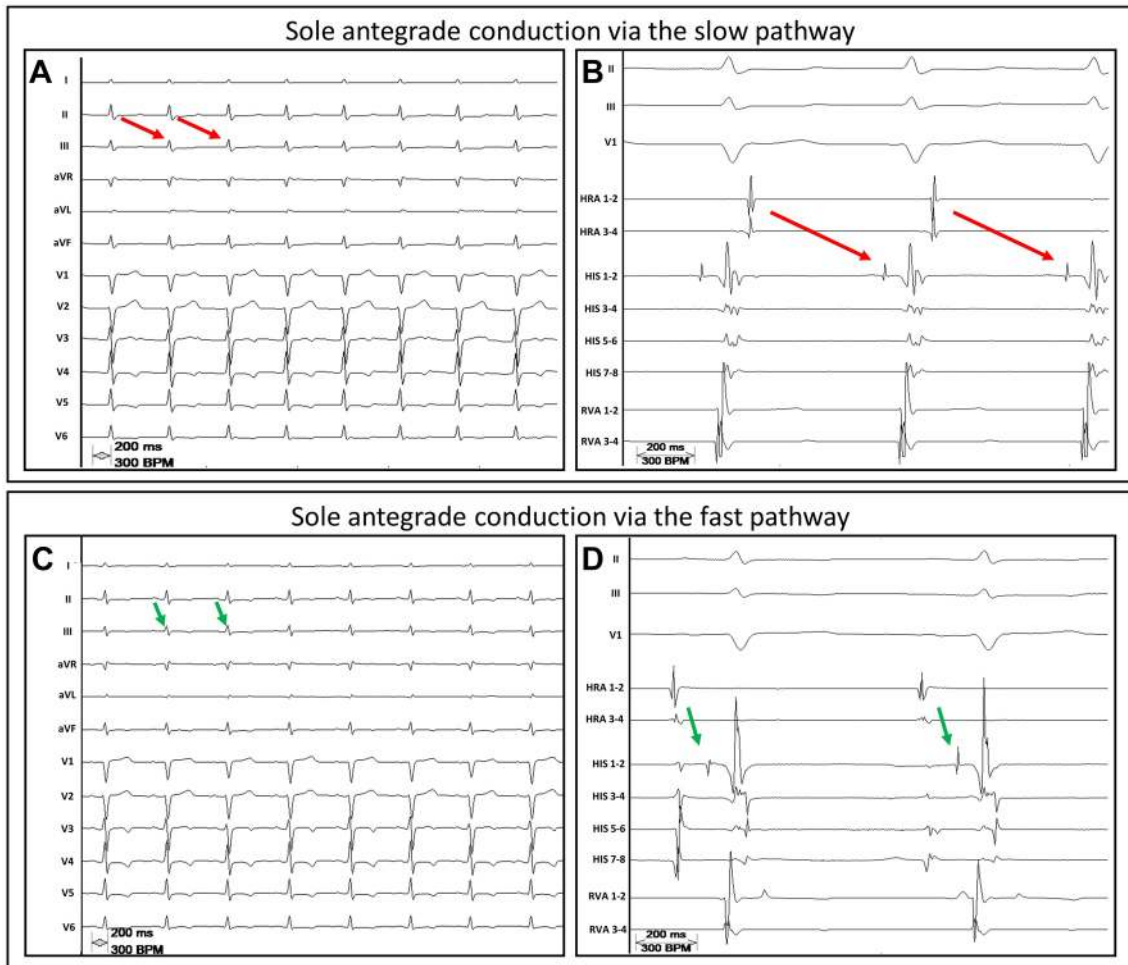 Sole antegrade conduction via the slow pathway
A
I
II
III
aVR
aVL
aVF
V1
V2
V3
V4
V5
V6
200 ms
300 BPM
B
II
III
V1
HRA 1-2
HRA 3-4
HIS 1-2
HIS 3-4
HIS 5-6
HIS 7-8
RVA 1-2
RVA 3-4
200 ms
300 BPM
Sole antegrade conduction via the fast pathway
C
I
II
III
aVR
aVL
aVF
V1
V2
V3
V4
V5
V6
200 ms
300 BPM
D
II
III
V1
HRA 1-2
HRA 3-4
HIS 1-2
HIS 3-4
HIS 5-6
HIS 7-8
RVA 1-2
RVA 3-4
200 ms
300 BPM